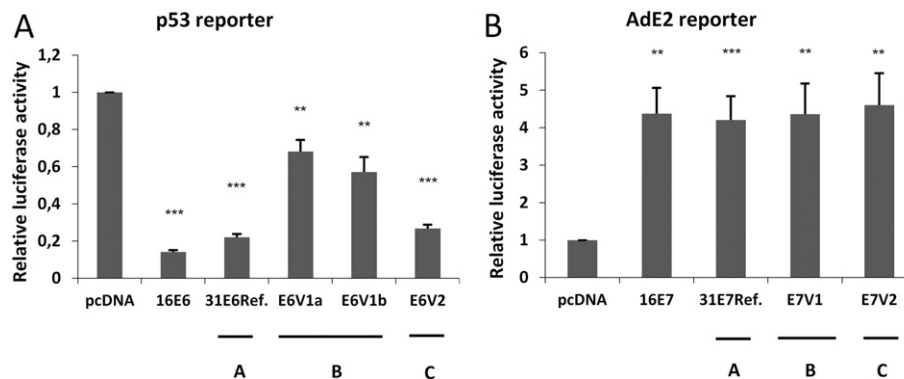 A
p53 reporter
Relative luciferase activity
1,2
1
0,8
0,6
0,4
0,2
0
***
***
**
**
***
pcDNA 16E6 31E6Ref. E6V1a E6V1b E6V2
A B C
B
AdE2 reporter
Relative luciferase activity
6
5
4
3
2
1
0
** *** ** **
pcDNA 16E7 31E7Ref. E7V1 E7V2
A B C